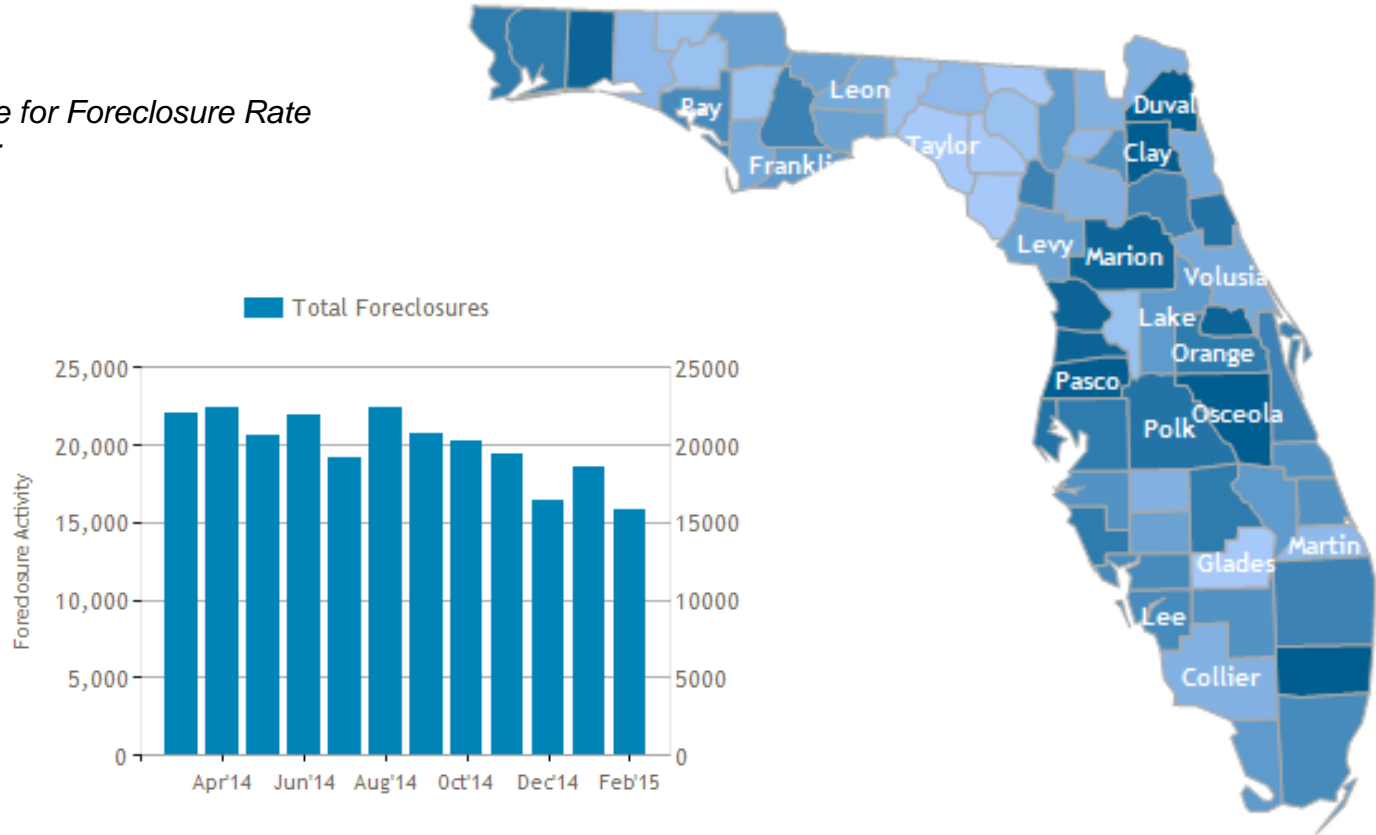 e for Foreclosure Rate
Total Foreclosures
Foreclosure Activity
25,000
20,000
15,000
10,000
5,000
0
25000
20000
15000
10000
5000
0
Apr'14 Jun'14 Aug'14 Oct'14 Dec'14 Feb'15
Leon
Bay
Duval
Taylor
Clay
Frankli
Levy
Marion
Volusia
Lake
Orange
Pasco
Osceola
Polk
Martin
Glades
Lee
Collier